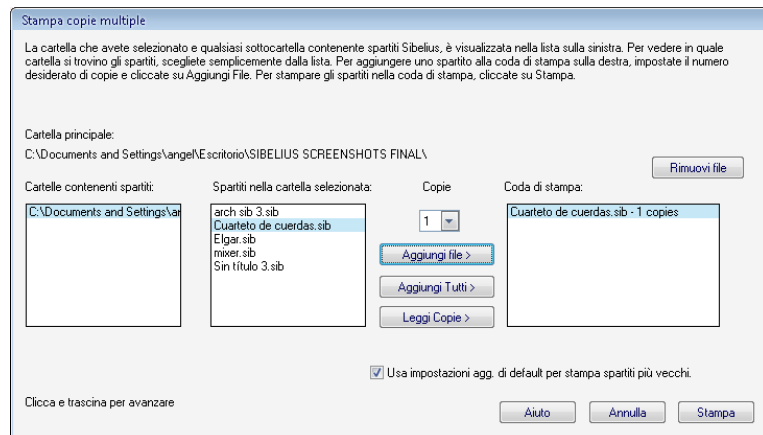 Stampa copie multiple
La cartella che avete selezionato e qualsiasi sottocartella contenente spartiti Sibelius, è visualizzata nella lista sulla sinistra. Per vedere in quale
cartella si trovino gli spartiti, scegliete semplicemente dalla lista. Per aggiungere uno spartito alla coda di stampa sulla destra, impostate il numero
desiderato di copie e cliccate su Aggiungi File. Per stampare gli spartiti nella coda di stampa, cliccate su Stampa.
Cartella principale:
C:\Documents and Settings\angel\Escritorio\SIBELIUS SCREENSHOTS FINAL\
Rimuovi file
Cartelle contenenti spartiti:
Spartiti nella cartella selezionata:
Copie
Coda di stampa:
C:\Documents and Settings\ar
arch sib 3.sib
Cuarteto de cuerdas.sib
Elgar.sib
mixer.sib
Sin título 3.sib
1
Aggiungi file >
Aggiungi Tutti >
Leggi Copie >
Cuarteto de cuerdas.sib - 1 copies
Usa impostazioni agg. di default per stampa spartiti più vecchi.
Clicca e trascina per avanzare
Aiuto
Annulla
Stampa